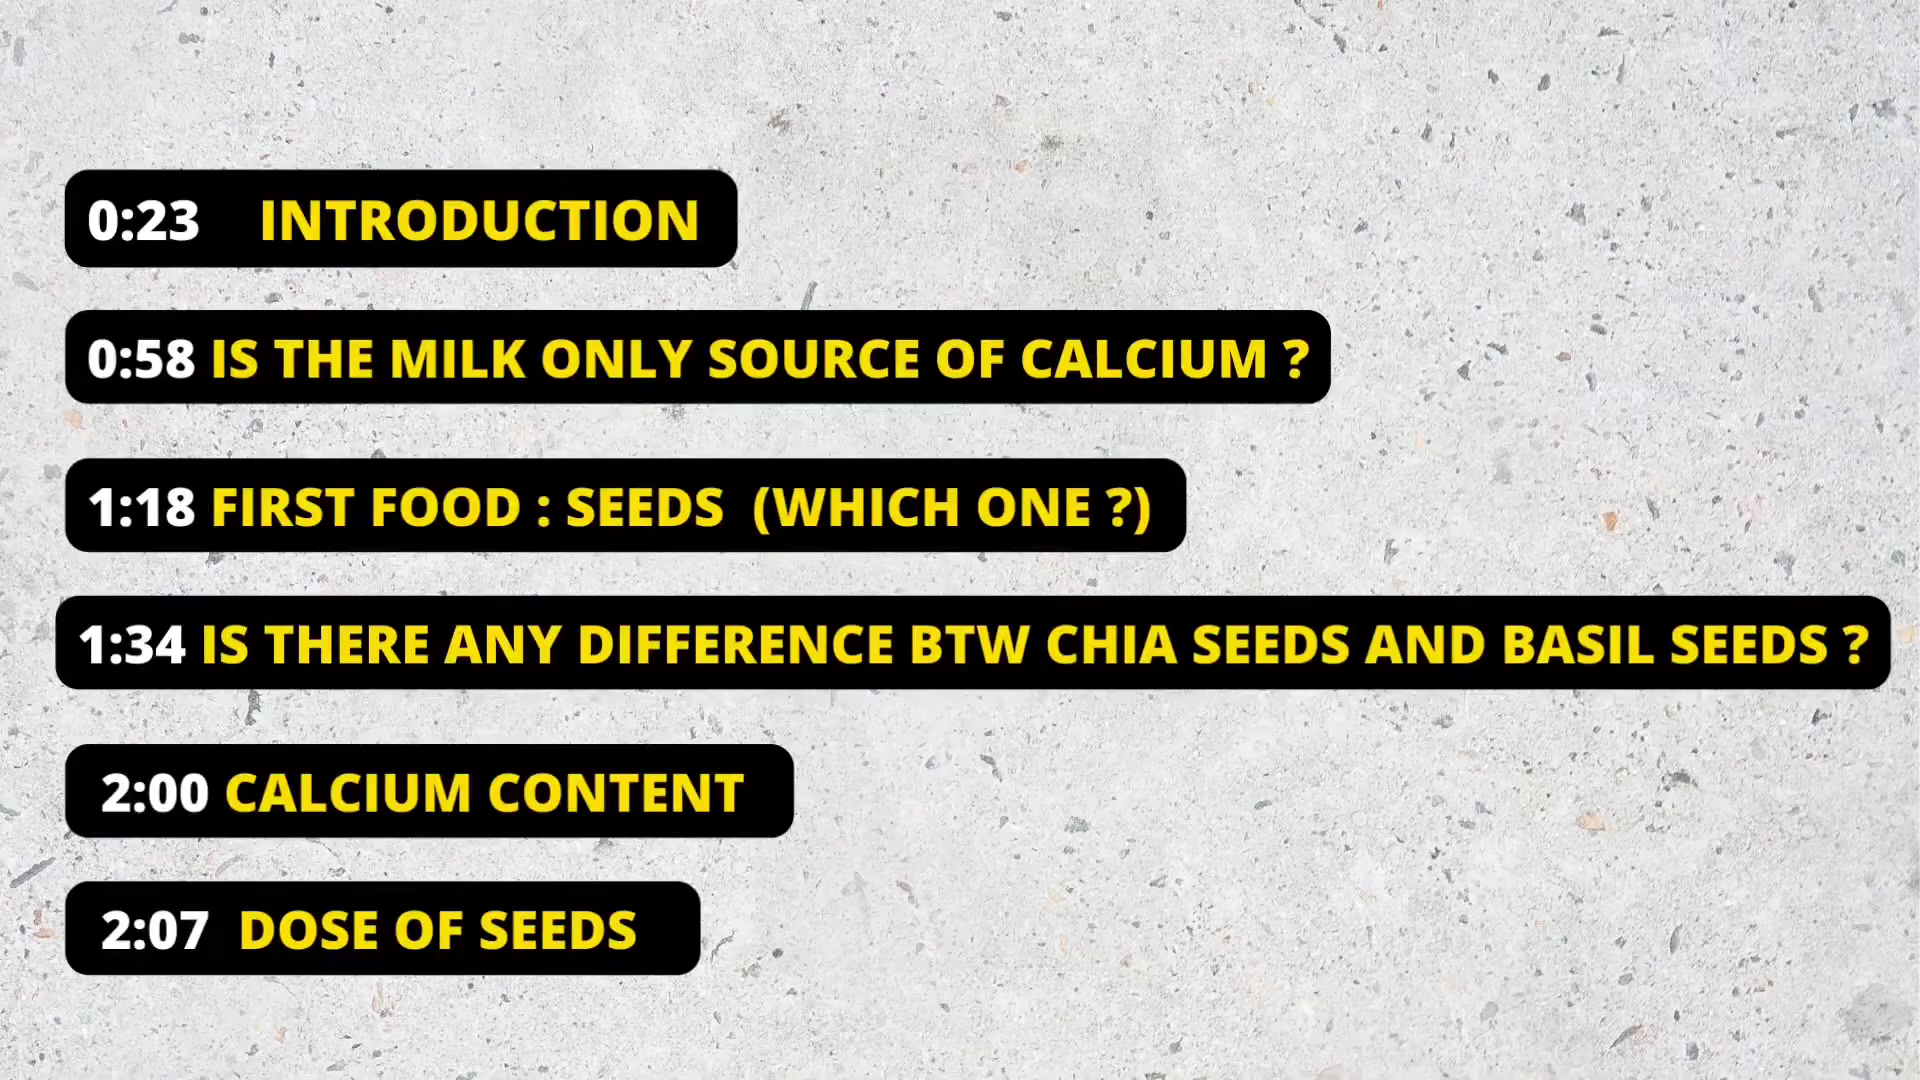 0:23 INTRODUCTION
0:58 IS THE MILK ONLY SOURCE OF CALCIUM ?
1:18 FIRST FOOD : SEEDS (WHICH ONE ?)
1:34 IS THERE ANY DIFFERENCE BTW CHIA SEEDS AND BASIL SEEDS ?
2:00 CALCIUM CONTENT
2:07 DOSE OF SEEDS